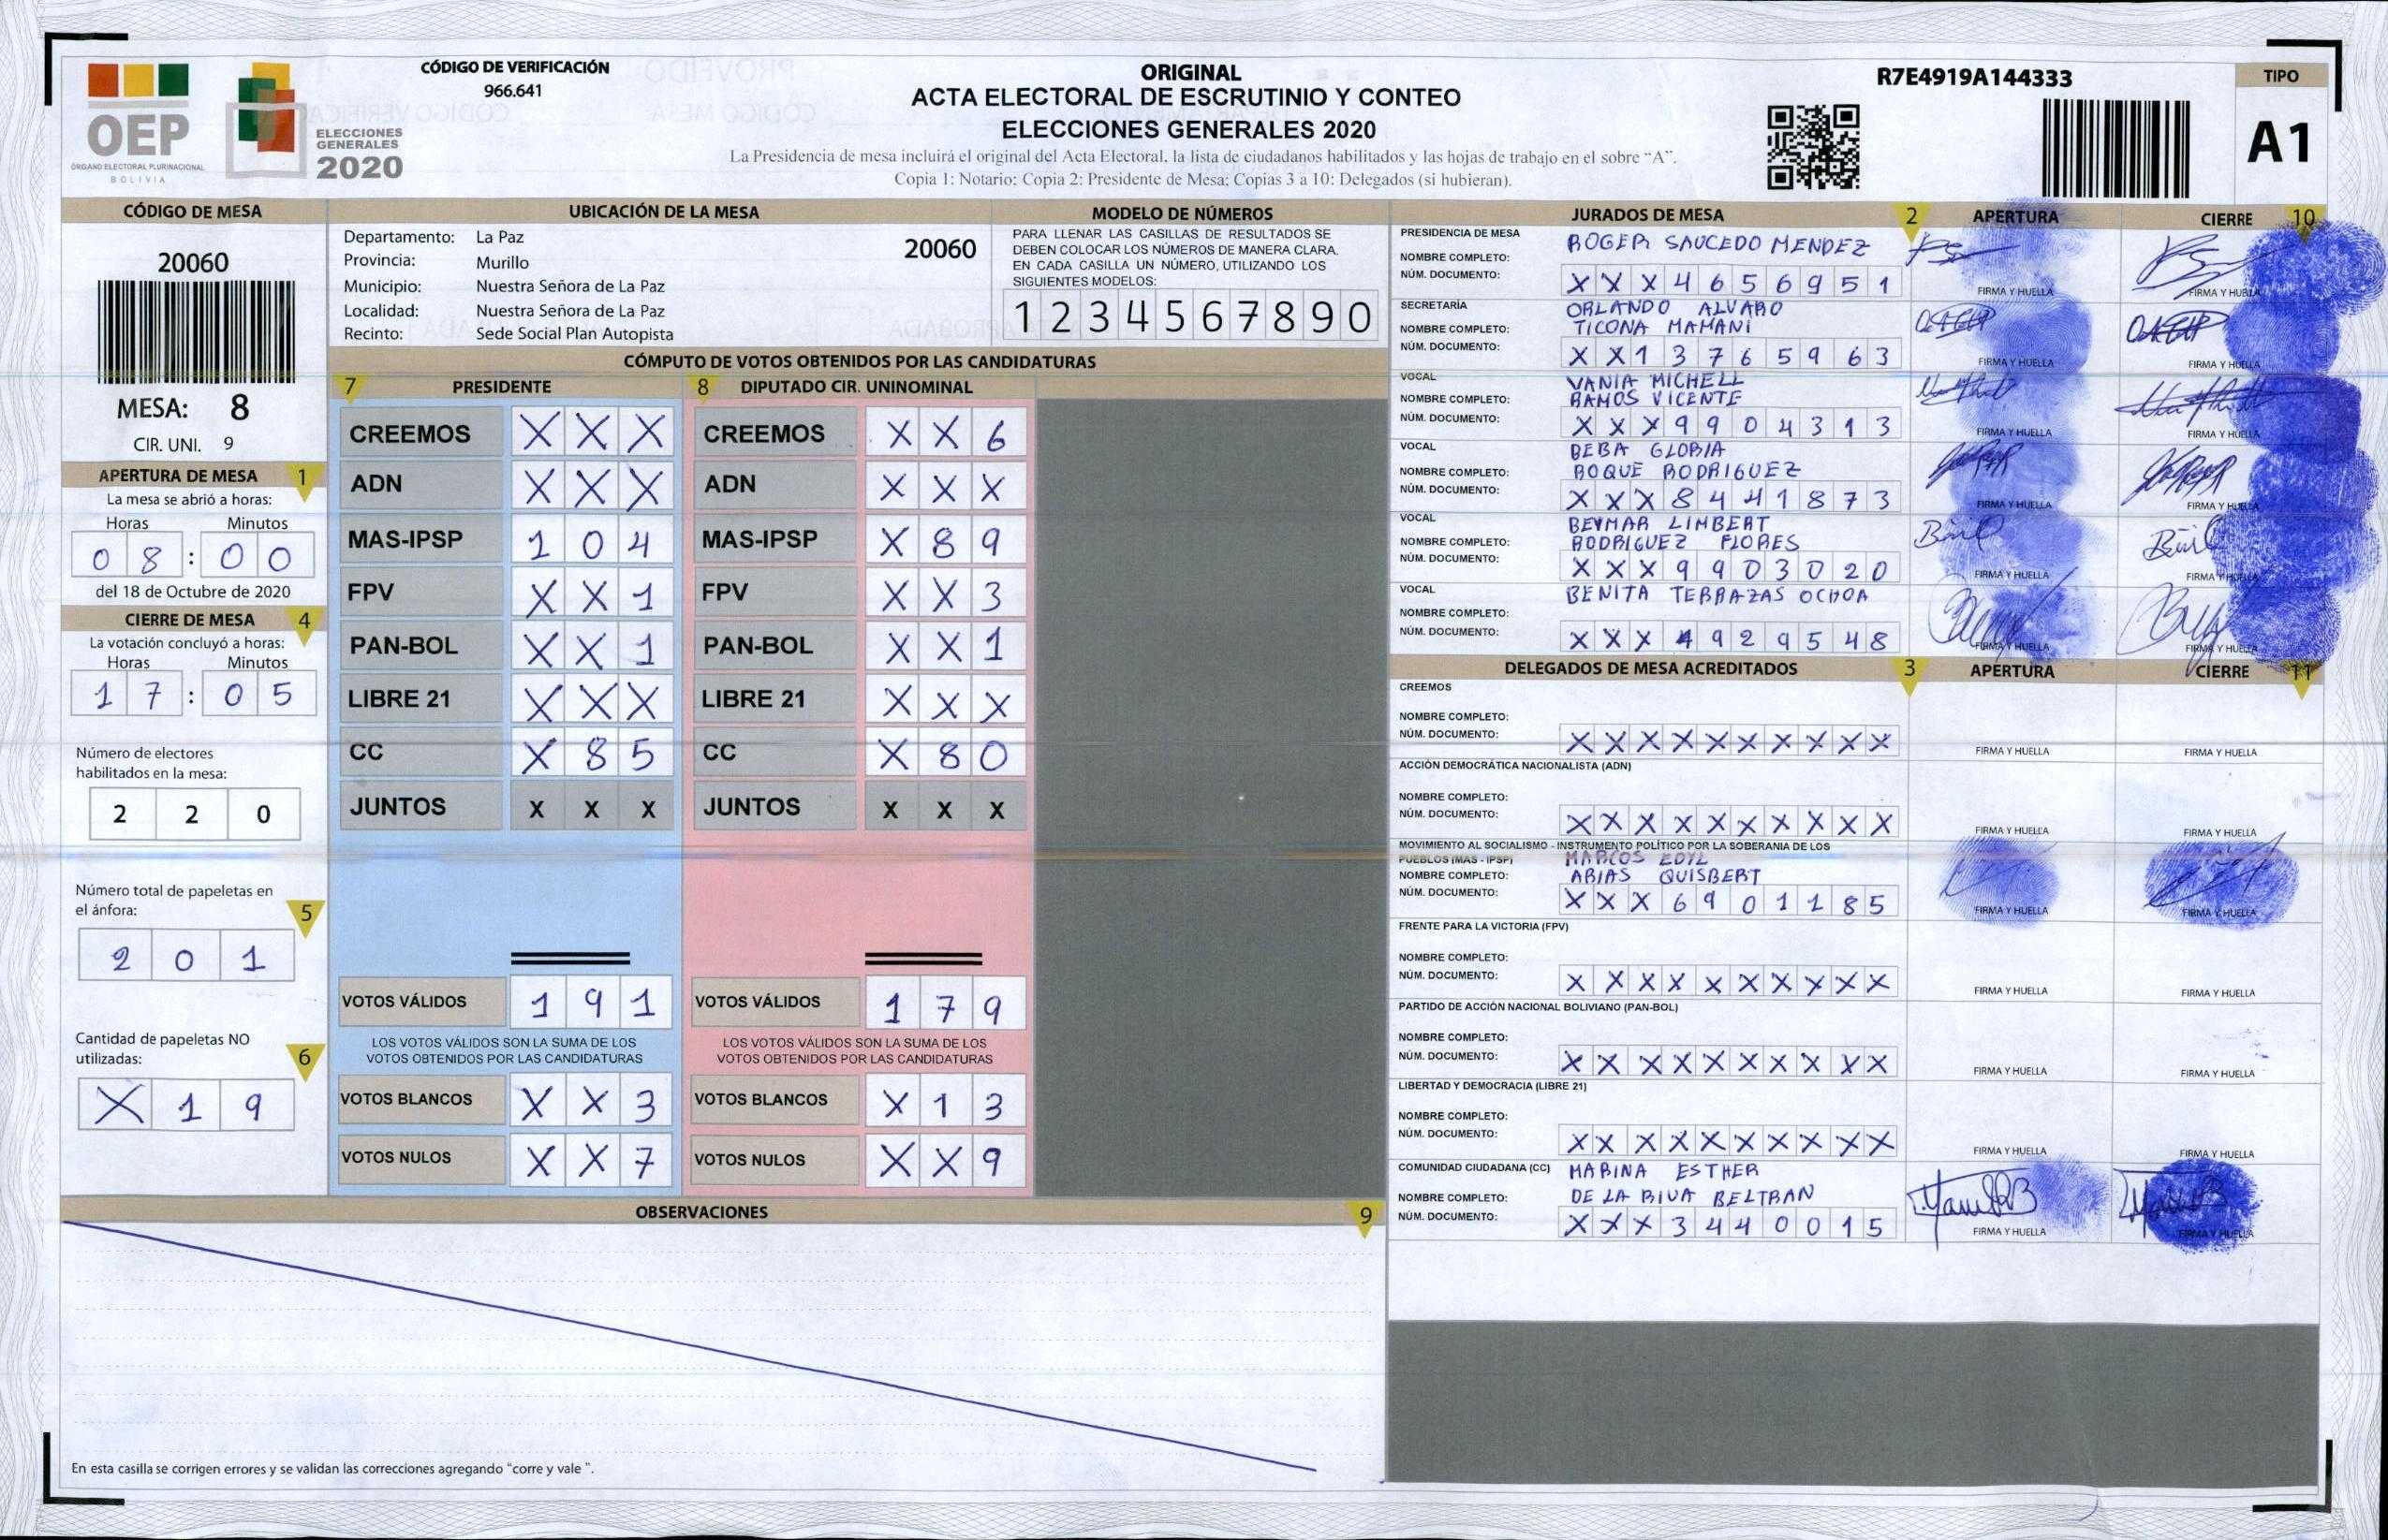 CÓDIGO DE VERIFICACIÓN
966.641
OEP
ÓRGANO ELECTORAL PLURINACIONAL
BOLIVIA
ELECCIONES
GENERALES
2020
ORIGINAL
ACTA ELECTORAL DE ESCRUTINIO Y CONTEO
ELECCIONES GENERALES 2020
La Presidencia de mesa incluirá el original del Acta Electoral, la lista de ciudadanos habilitados y las hojas de trabajo en el sobre "A".
Copia 1: Notario; Copia 2: Presidente de Mesa; Copias 3 a 10: Delegados (si hubieran).
R7E4919A144333
TIPO
A1
CÓDIGO DE MESA
20060
MESA: 8
CIR. UNI. 9
APERTURA DE MESA 1
La mesa se abrió a horas:
Horas Minutos
0 8 : 0 0
del 18 de Octubre de 2020
CIERRE DE MESA 4
La votación concluyó a horas:
Horas Minutos
1 7 : 0 5
Número de electores
habilitados en la mesa:
2 2 0
Número total de papeletas en
el ánfora: 5
2 0 1
Cantidad de papeletas NO
utilizadas: 6
X 1 9
UBICACIÓN DE LA MESA
Departamento: La Paz 20060
Provincia: Murillo
Municipio: Nuestra Señora de La Paz
Localidad: Nuestra Señora de La Paz
Recinto: Sede Social Plan Autopista
MODELO DE NÚMEROS
PARA LLENAR LAS CASILLAS DE RESULTADOS SE
DEBEN COLOCAR LOS NÚMEROS DE MANERA CLARA.
EN CADA CASILLA UN NÚMERO, UTILIZANDO LOS
SIGUIENTES MODELOS:
1 2 3 4 5 6 7 8 9 0
CÓMPUTO DE VOTOS OBTENIDOS POR LAS CANDIDATURAS
7 PRESIDENTE
CREEMOS X X X
ADN X X X
MAS-IPSP 1 0 4
FPV X X 1
PAN-BOL X X 1
LIBRE 21 X X X
CC X 8 5
JUNTOS X X X
VOTOS VÁLIDOS 1 9 1
LOS VOTOS VÁLIDOS SON LA SUMA DE LOS
VOTOS OBTENIDOS POR LAS CANDIDATURAS
VOTOS BLANCOS X X 3
VOTOS NULOS X X 7
8 DIPUTADO CIR. UNINOMINAL
CREEMOS X X 6
ADN X X X
MAS-IPSP X 8 9
FPV X X 3
PAN-BOL X X 1
LIBRE 21 X X X
CC X 8 0
JUNTOS X X X
VOTOS VÁLIDOS 1 7 9
LOS VOTOS VÁLIDOS SON LA SUMA DE LOS
VOTOS OBTENIDOS POR LAS CANDIDATURAS
VOTOS BLANCOS X 1 3
VOTOS NULOS X X 9
OBSERVACIONES 9
En esta casilla se corrigen errores y se validan las correcciones agregando "corre y vale ".
JURADOS DE MESA 2 APERTURA CIERRE 10
PRESIDENCIA DE MESA
NOMBRE COMPLETO: ROGER SAUCEDO MENDEZ
NÚM. DOCUMENTO: X X X 4 6 5 6 9 5 1 FIRMA Y HUELLA FIRMA Y HUELLA
SECRETARÍA ORLANDO ALVARO
NOMBRE COMPLETO: TICONA MAMANI
NÚM. DOCUMENTO: X X 1 3 7 6 5 9 6 3 FIRMA Y HUELLA FIRMA Y HUELLA
VOCAL VANIA MICHELL
NOMBRE COMPLETO: RAMOS VICENTE
NÚM. DOCUMENTO: X X X 9 9 0 4 3 1 3 FIRMA Y HUELLA FIRMA Y HUELLA
VOCAL BEBA GLORIA
NOMBRE COMPLETO: ROQUE RODRIGUEZ
NÚM. DOCUMENTO: X X X 8 4 4 1 8 7 3 FIRMA Y HUELLA FIRMA Y HUELLA
VOCAL BEYMAR LIMBERT
NOMBRE COMPLETO: RODRIGUEZ FLORES
NÚM. DOCUMENTO: X X X 9 9 0 3 0 2 0 FIRMA Y HUELLA FIRMA Y HUELLA
VOCAL BENITA TERRAZAS OCHOA
NOMBRE COMPLETO:
NÚM. DOCUMENTO: X X X 4 9 2 9 5 4 8 FIRMA Y HUELLA FIRMA Y HUELLA
DELEGADOS DE MESA ACREDITADOS 3 APERTURA CIERRE 11
CREEMOS
NOMBRE COMPLETO:
NÚM. DOCUMENTO: X X X X X X X X X X FIRMA Y HUELLA FIRMA Y HUELLA
ACCIÓN DEMOCRÁTICA NACIONALISTA (ADN)
NOMBRE COMPLETO:
NÚM. DOCUMENTO: X X X X X X X X X X FIRMA Y HUELLA FIRMA Y HUELLA
MOVIMIENTO AL SOCIALISMO - INSTRUMENTO POLÍTICO POR LA SOBERANIA DE LOS
PUEBLOS (MAS - IPSP) MARCOS EDYL
NOMBRE COMPLETO: ARIAS QUISBERT
NÚM. DOCUMENTO: X X X 6 9 0 1 1 8 5 FIRMA Y HUELLA FIRMA Y HUELLA
FRENTE PARA LA VICTORIA (FPV)
NOMBRE COMPLETO:
NÚM. DOCUMENTO: X X X X X X X X X X FIRMA Y HUELLA FIRMA Y HUELLA
PARTIDO DE ACCIÓN NACIONAL BOLIVIANO (PAN-BOL)
NOMBRE COMPLETO:
NÚM. DOCUMENTO: X X X X X X X X X X FIRMA Y HUELLA FIRMA Y HUELLA
LIBERTAD Y DEMOCRACIA (LIBRE 21)
NOMBRE COMPLETO:
NÚM. DOCUMENTO: X X X X X X X X X X FIRMA Y HUELLA FIRMA Y HUELLA
COMUNIDAD CIUDADANA (CC) MARINA ESTHER
NOMBRE COMPLETO: DE LA RIVA BELTRAN
NÚM. DOCUMENTO: X X X 3 4 4 0 0 1 5 FIRMA Y HUELLA FIRMA Y HUELLA